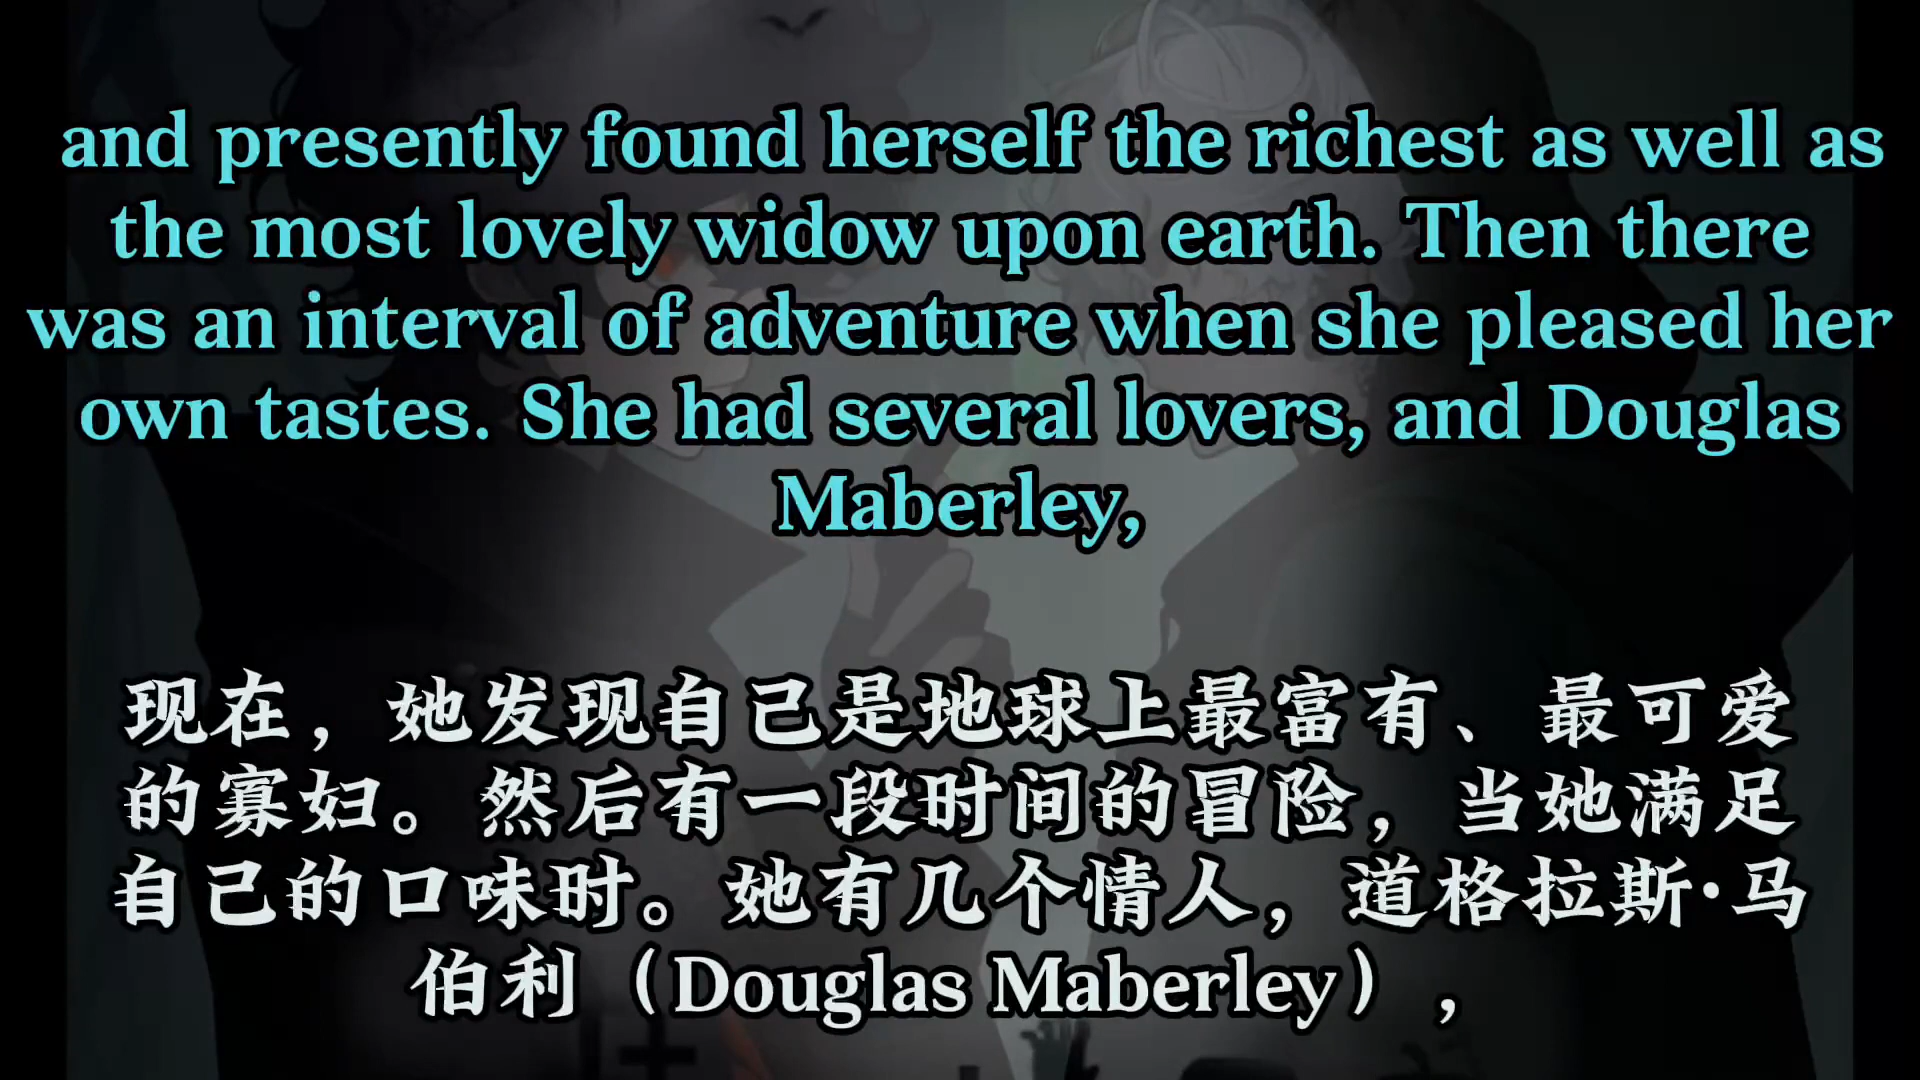 and presently found herself the richest as well as
the most lovely widow upon earth. Then there
was an interval of adventure when she pleased her
own tastes. She had several lovers, and Douglas
Maberley,
现在，她发现自己是地球上最富有、最可爱
的寡妇。然后有一段时间的冒险，当她满足
自己的口味时。她有几个情人，道格拉斯·马
伯利（Douglas Maberley），